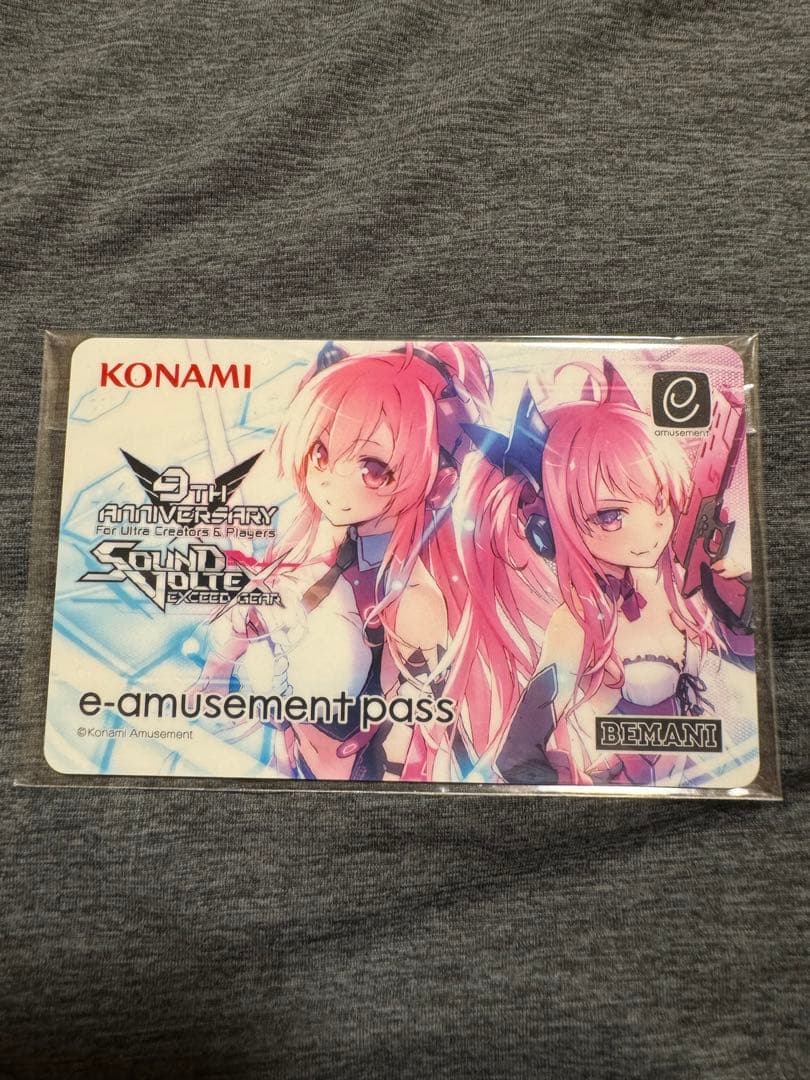 KONAMI
e
amusement
9TH
ANNIVERSARY
For Ultra Creators & Players
SOUND
VOLTEX
EXCEED GEAR
e-amusement pass
©Konami Amusement
BEMANI